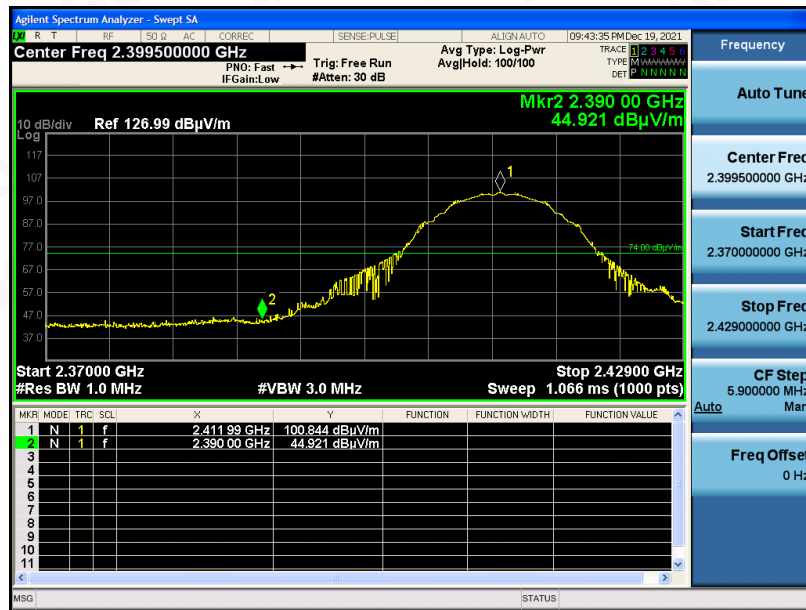 Agilent Spectrum Analyzer - Swept SA
LXI R T RF 50 Ω AC CORREC SENSE:PULSE ALIGN AUTO 09:43:35 PM Dec 19, 2021
Center Freq 2.399500000 GHz
PNO: Fast
IFGain:Low
Trig: Free Run
#Atten: 30 dB
Avg Type: Log-Pwr
Avg|Hold: 100/100
TRACE 1 2 3 4 5 6
TYPE M WWWWW
DET P N N N N N
Mkr2 2.390 00 GHz
44.921 dBµV/m
10 dB/div Ref 126.99 dBµV/m
Log
117
107
97.0
87.0
77.0
67.0
57.0
47.0
37.0
1
2
74.00 dBµV/m
Start 2.37000 GHz Stop 2.42900 GHz
#Res BW 1.0 MHz #VBW 3.0 MHz Sweep 1.066 ms (1000 pts)
MKR MODE TRC SCL X Y FUNCTION FUNCTION WIDTH FUNCTION VALUE
1 N 1 f 2.411 99 GHz 100.844 dBµV/m
2 N 1 f 2.390 00 GHz 44.921 dBµV/m
3
4
5
6
7
8
9
10
11
MSG STATUS
Frequency
Auto Tune
Center Freq
2.399500000 GHz
Start Freq
2.370000000 GHz
Stop Freq
2.429000000 GHz
CF Step
5.900000 MHz
Auto Man
Freq Offset
0 Hz